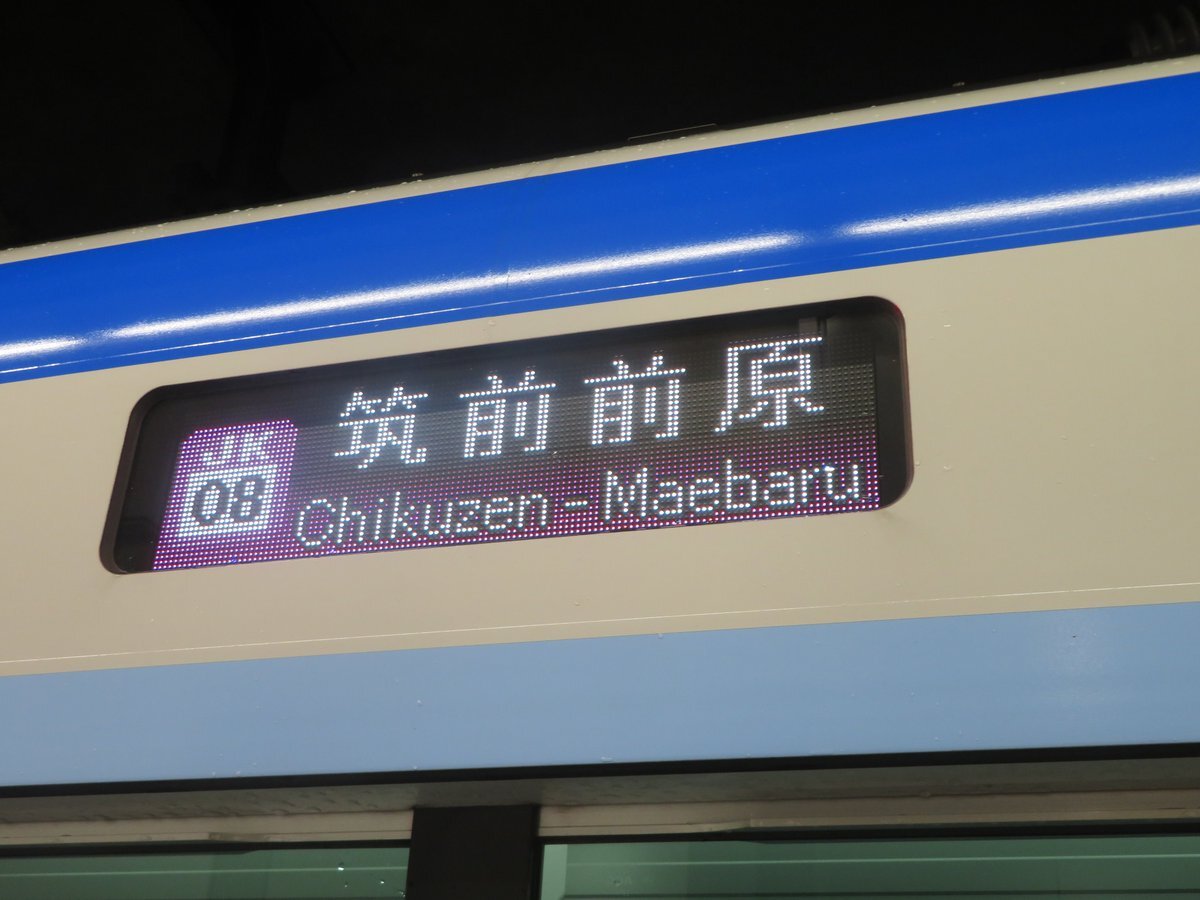 JK
08
筑前前原
Chikuzen-Maebaru